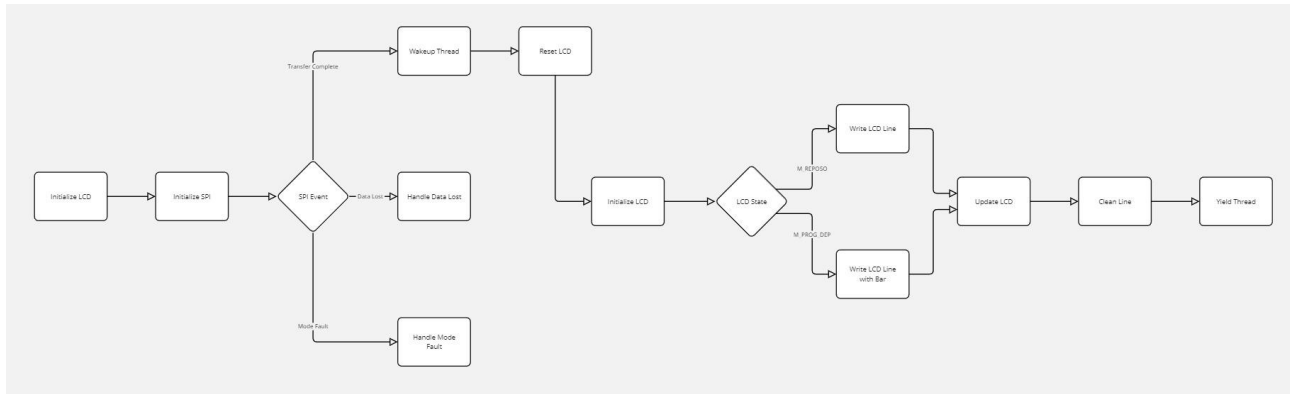 Wakeup Thread
Reset LCD
Transfer Complete
Write LCD Line
M_REPOSO
Initialize LCD
Initialize SPI
SPI Event
Data Lost
Handle Data Lost
Initialize LCD
LCD State
Update LCD
Clean Line
Yield Thread
M_PROG_DEP
Write LCD Line
with Bar
Mode Fault
Handle Mode
Fault